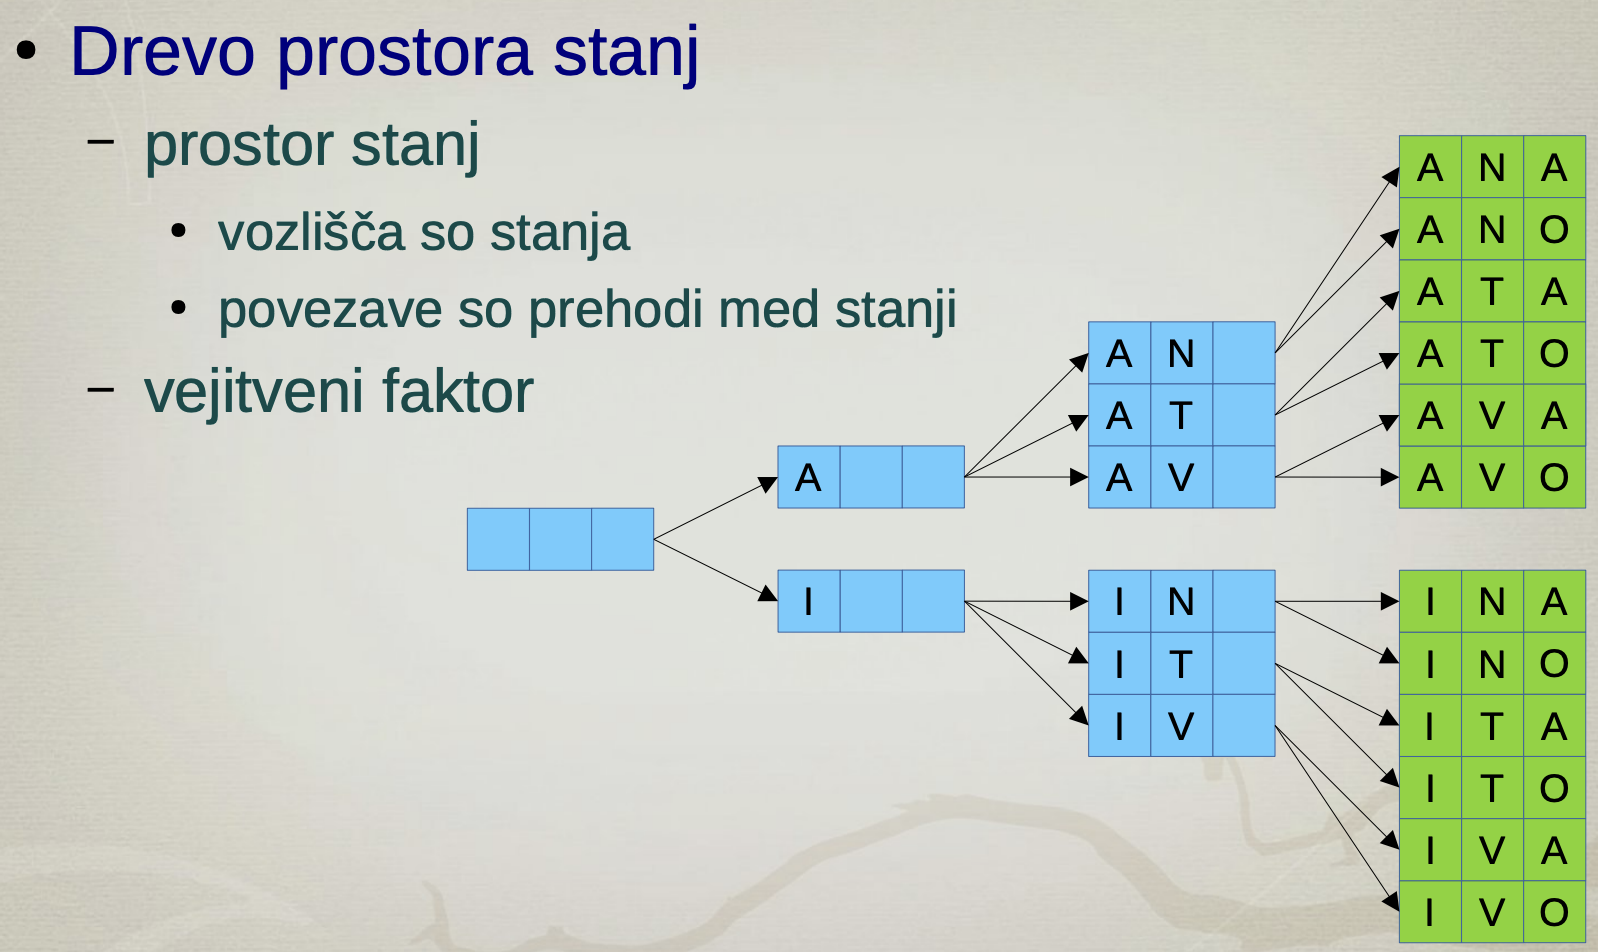 • Drevo prostora stanj
– prostor stanj
• vozlišča so stanja
• povezave so prehodi med stanji
– vejitveni faktor
A
I
A N
A T
A V
I N
I T
I V
A N A
A N O
A T A
A T O
A V A
A V O
I N A
I N O
I T A
I T O
I V A
I V O